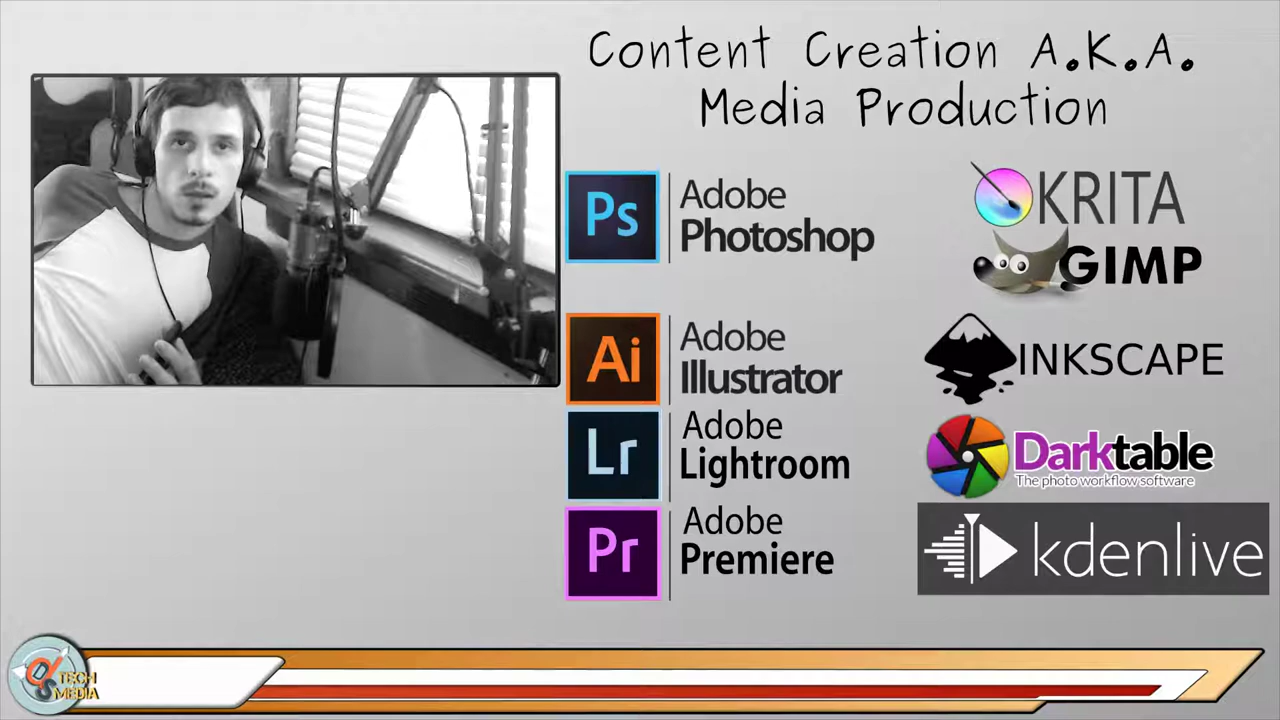 Content Creation A.K.A.
Media Production
Ps
Adobe
Photoshop
KRITA
GIMP
Ai
Adobe
Illustrator
INKSCAPE
Lr
Adobe
Lightroom
Darktable
The photo workflow software
Pr
Adobe
Premiere
kdenlive
OS
TECH
MEDIA